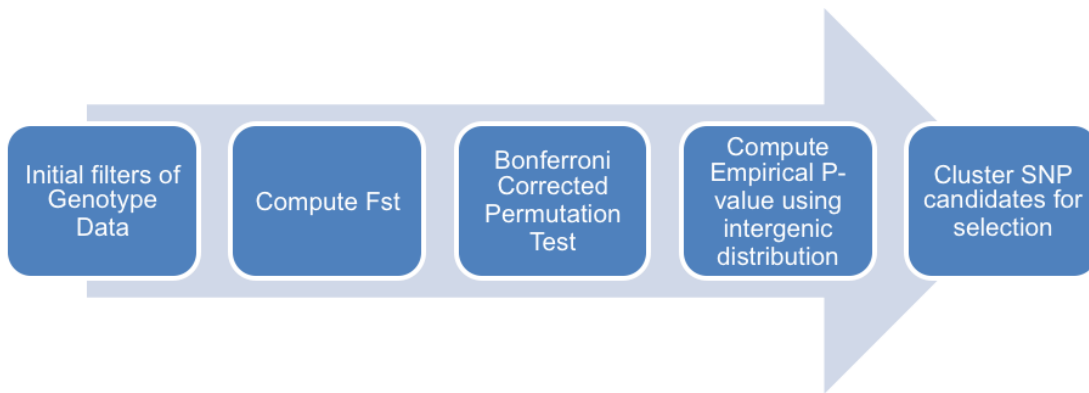 Initial filters of
Genotype
Data
Compute Fst
Bonferroni
Corrected
Permutation
Test
Compute
Empirical P-
value using
intergenic
distribution
Cluster SNP
candidates for
selection